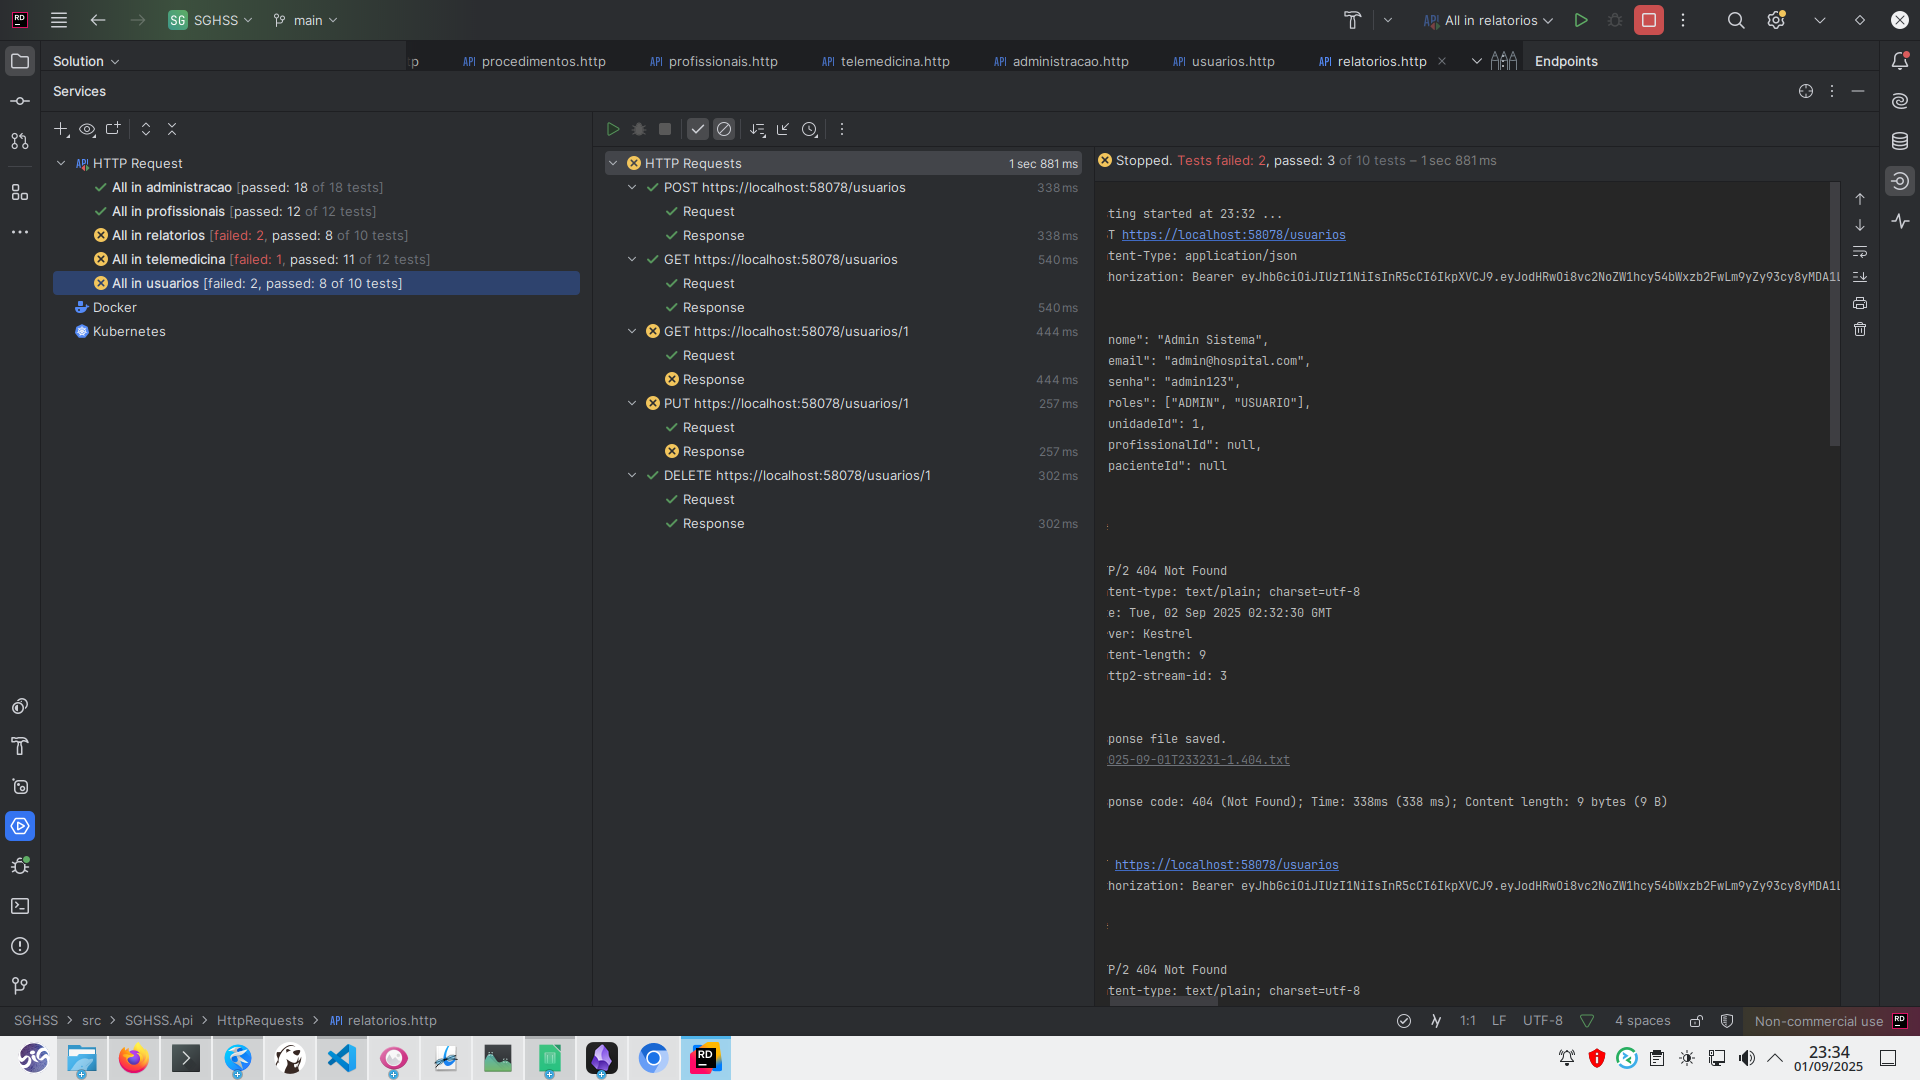 SG SGHSS main All in relatorios
Solution
p procedimentos.http profissionais.http telemedicina.http administracao.http usuarios.http relatorios.http
Endpoints
Services
HTTP Request
All in administracao [passed: 18 of 18 tests]
All in profissionais [passed: 12 of 12 tests]
All in relatorios [failed: 2, passed: 8 of 10 tests]
All in telemedicina [failed: 1, passed: 11 of 12 tests]
All in usuarios [failed: 2, passed: 8 of 10 tests]
Docker
Kubernetes
HTTP Requests 1 sec 881 ms
POST https://localhost:58078/usuarios 338 ms
Request
Response 338 ms
GET https://localhost:58078/usuarios 540 ms
Request
Response 540 ms
GET https://localhost:58078/usuarios/1 444 ms
Request
Response 444 ms
PUT https://localhost:58078/usuarios/1 257 ms
Request
Response 257 ms
DELETE https://localhost:58078/usuarios/1 302 ms
Request
Response 302 ms
Stopped. Tests failed: 2, passed: 3 of 10 tests – 1 sec 881 ms
ting started at 23:32 ...
T https://localhost:58078/usuarios
tent-Type: application/json
horization: Bearer eyJhbGciOiJIUzI1NiIsInR5cCI6IkpXVCJ9.eyJodHRwOi8vc2NoZW1hcy54bWxzb2FwLm9yZy93cy8yMDA1L
nome": "Admin Sistema",
email": "admin@hospital.com",
senha": "admin123",
roles": ["ADMIN", "USUARIO"],
unidadeId": 1,
profissionalId": null,
pacienteId": null
P/2 404 Not Found
tent-type: text/plain; charset=utf-8
e: Tue, 02 Sep 2025 02:32:30 GMT
ver: Kestrel
tent-length: 9
ttp2-stream-id: 3
ponse file saved.
025-09-01T233231-1.404.txt
ponse code: 404 (Not Found); Time: 338ms (338 ms); Content length: 9 bytes (9 B)
https://localhost:58078/usuarios
horization: Bearer eyJhbGciOiJIUzI1NiIsInR5cCI6IkpXVCJ9.eyJodHRwOi8vc2NoZW1hcy54bWxzb2FwLm9yZy93cy8yMDA1L
P/2 404 Not Found
tent-type: text/plain; charset=utf-8
SGHSS > src > SGHSS.Api > HttpRequests > relatorios.http
1:1 LF UTF-8 4 spaces Non-commercial use
23:34
01/09/2025